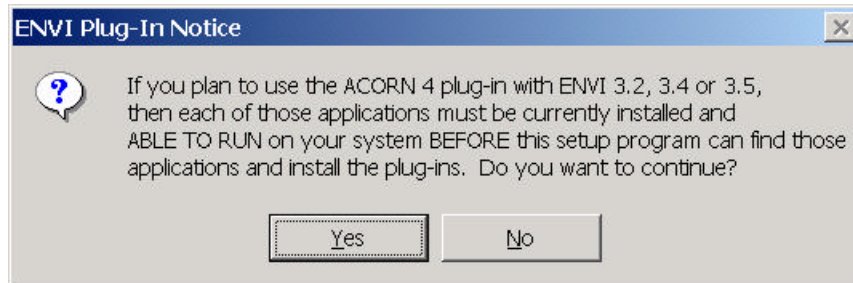 ENVI Plug-In Notice
If you plan to use the ACORN 4 plug-in with ENVI 3.2, 3.4 or 3.5,
then each of those applications must be currently installed and
ABLE TO RUN on your system BEFORE this setup program can find those
applications and install the plug-ins.  Do you want to continue?
Yes No